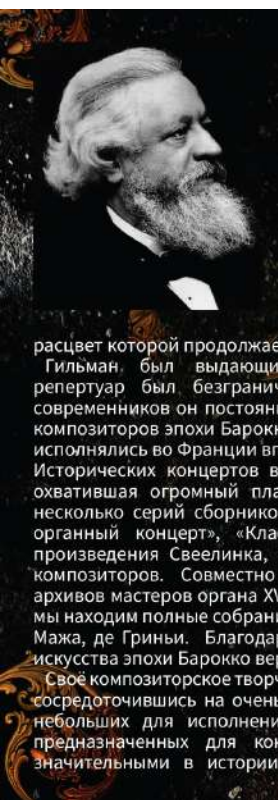 расцвет которой продолжае
Гильман был выдающи
репертуар был безгранич
современников он постоянн
композиторов эпохи Барокк
исполнялись во Франции вп
Исторических концертов в
охватившая огромный пла
несколько серий сборнико
органный концерт», «Клас
произведения Свеелинка,
композиторов. Совместно
архивов мастеров органа XV
мы находим полные собрани
Мажа, де Гриньи. Благода
искусства эпохи Барокко вер
Своё композиторское творч
сосредоточившись на очень
небольших для исполнени
предназначенных для кон
значительными в истории